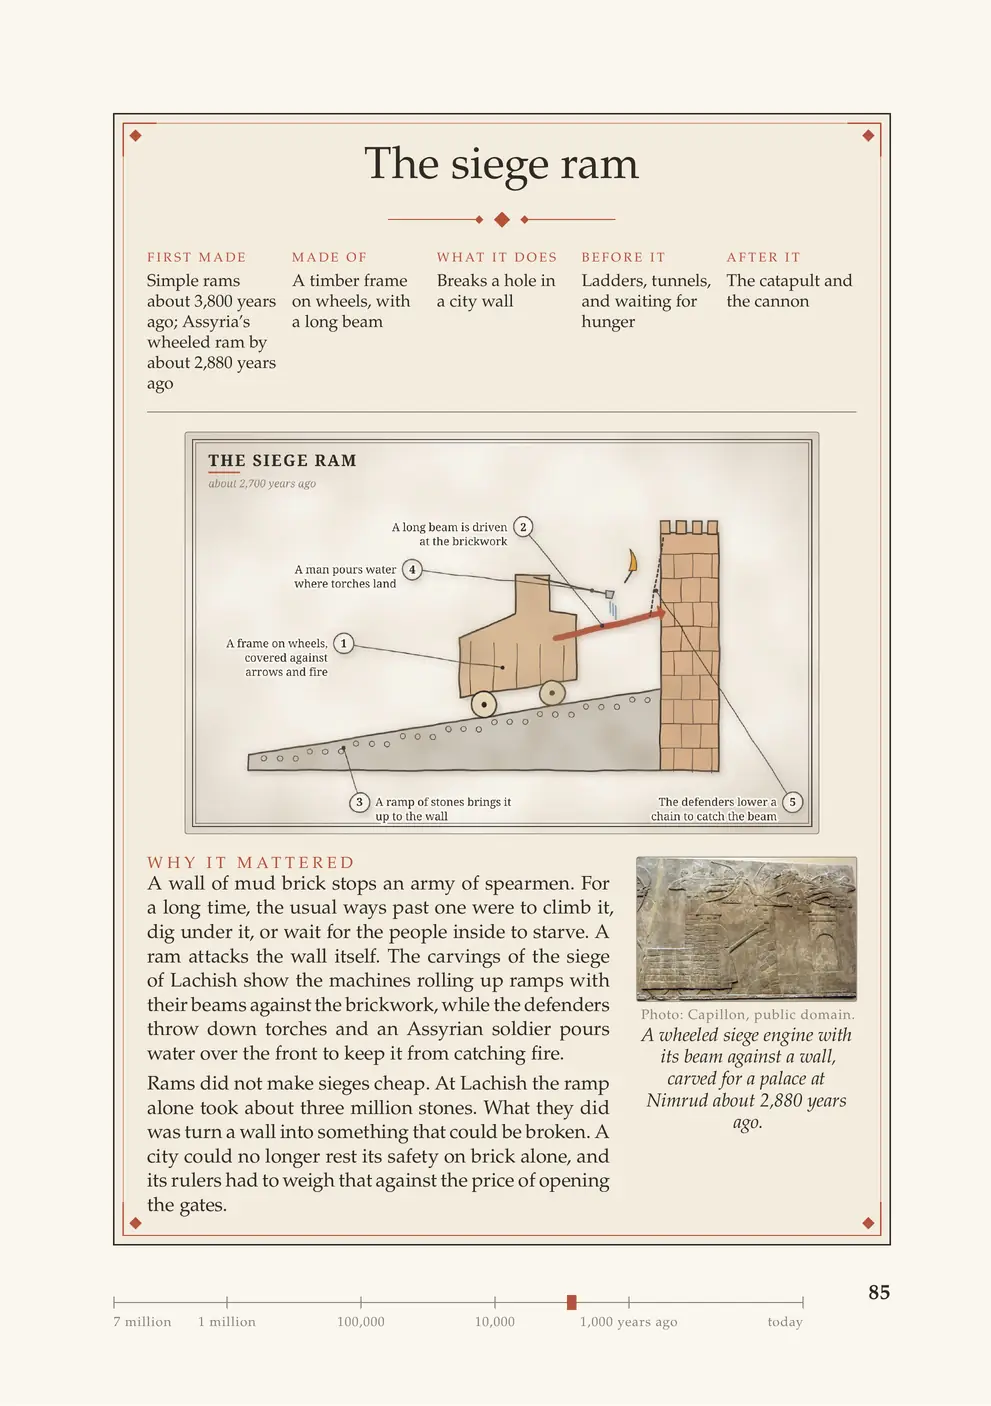 The siege ram
FIRST MADE
Simple rams
about 3,800 years
ago; Assyria’s
wheeled ram by
about 2,880 years
ago
MADE OF
A timber frame
on wheels, with
a long beam
WHAT IT DOES
Breaks a hole in
a city wall
BEFORE IT
Ladders, tunnels,
and waiting for
hunger
AFTER IT
The catapult and
the cannon
THE SIEGE RAM
about 2,700 years ago
A long beam is driven
at the brickwork
2
A man pours water
where torches land
4
A frame on wheels,
covered against
arrows and fire
1
3
A ramp of stones brings it
up to the wall
The defenders lower a
chain to catch the beam
5
WHY IT MATTERED
A wall of mud brick stops an army of spearmen. For
a long time, the usual ways past one were to climb it,
dig under it, or wait for the people inside to starve. A
ram attacks the wall itself. The carvings of the siege
of Lachish show the machines rolling up ramps with
their beams against the brickwork, while the defenders
throw down torches and an Assyrian soldier pours
water over the front to keep it from catching fire.
Rams did not make sieges cheap. At Lachish the ramp
alone took about three million stones. What they did
was turn a wall into something that could be broken. A
city could no longer rest its safety on brick alone, and
its rulers had to weigh that against the price of opening
the gates.
Photo: Capillon, public domain.
A wheeled siege engine with
its beam against a wall,
carved for a palace at
Nimrud about 2,880 years
ago.
85
7 million
1 million
100,000
10,000
1,000 years ago
today